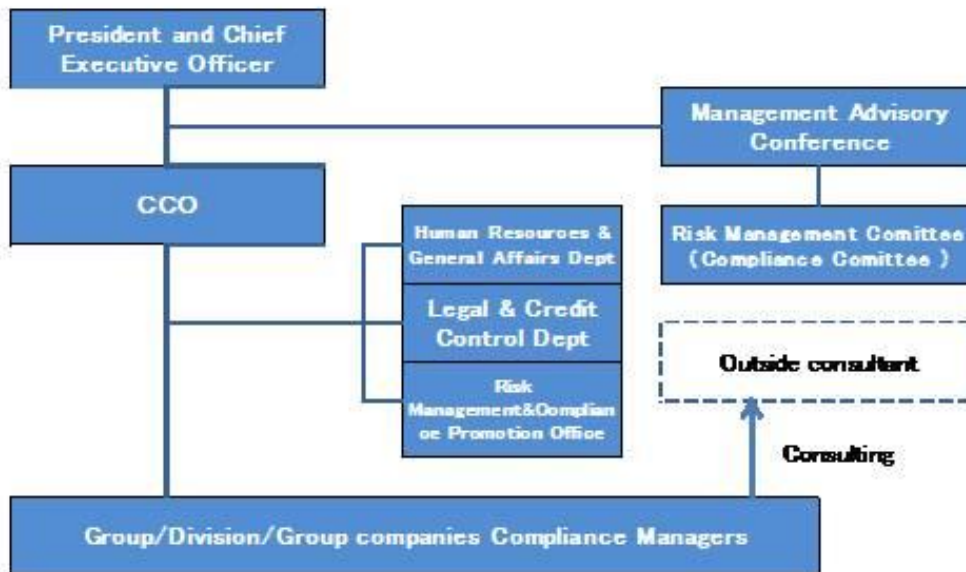 President and Chief
Executive Officer
Management Advisory
Conference
CCO
Human Resources &
General Affairs Dept
Risk Management Comittee
(Compliance Comittee )
Legal & Credit
Control Dept
Outside consultant
Risk
Management&Complian
ce Promotion Office
Consulting
Group/Division/Group companies Compliance Managers